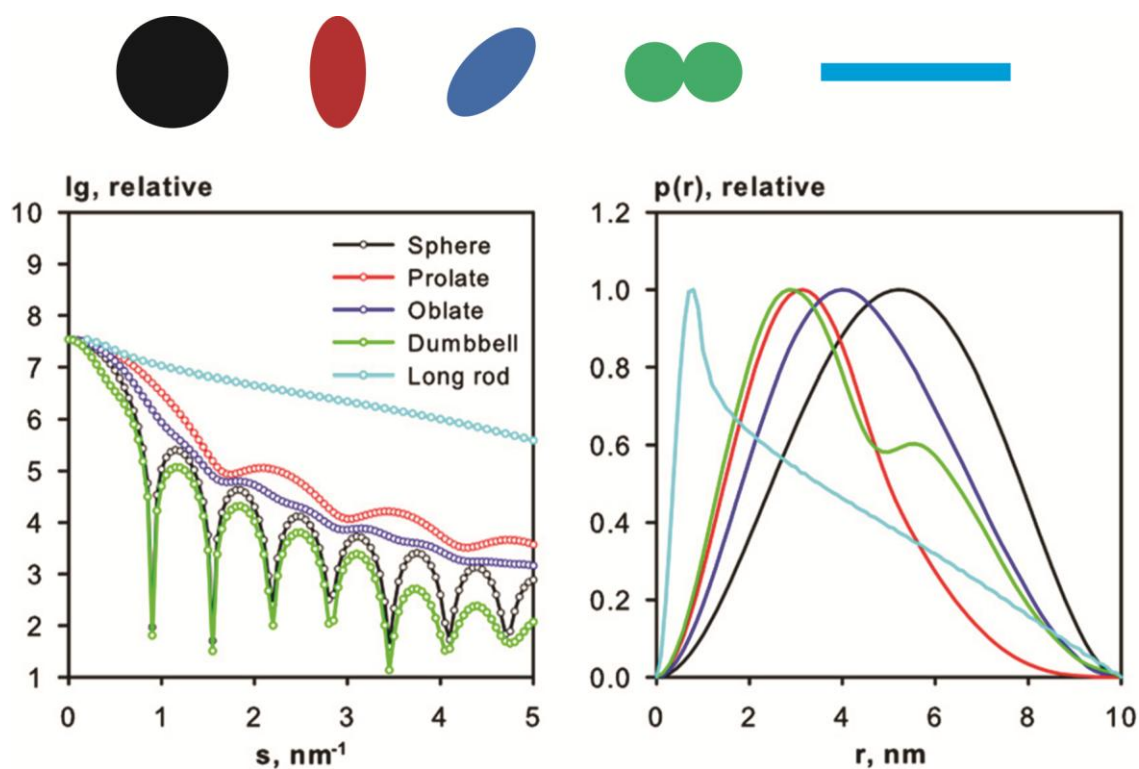 lg, relative
10
9
8
7
6
5
4
3
2
1
Sphere
Prolate
Oblate
Dumbbell
Long rod
0 1 2 3 4 5
s, nm-1
p(r), relative
1.2
1.0
0.8
0.6
0.4
0.2
0.0
0 2 4 6 8 10
r, nm